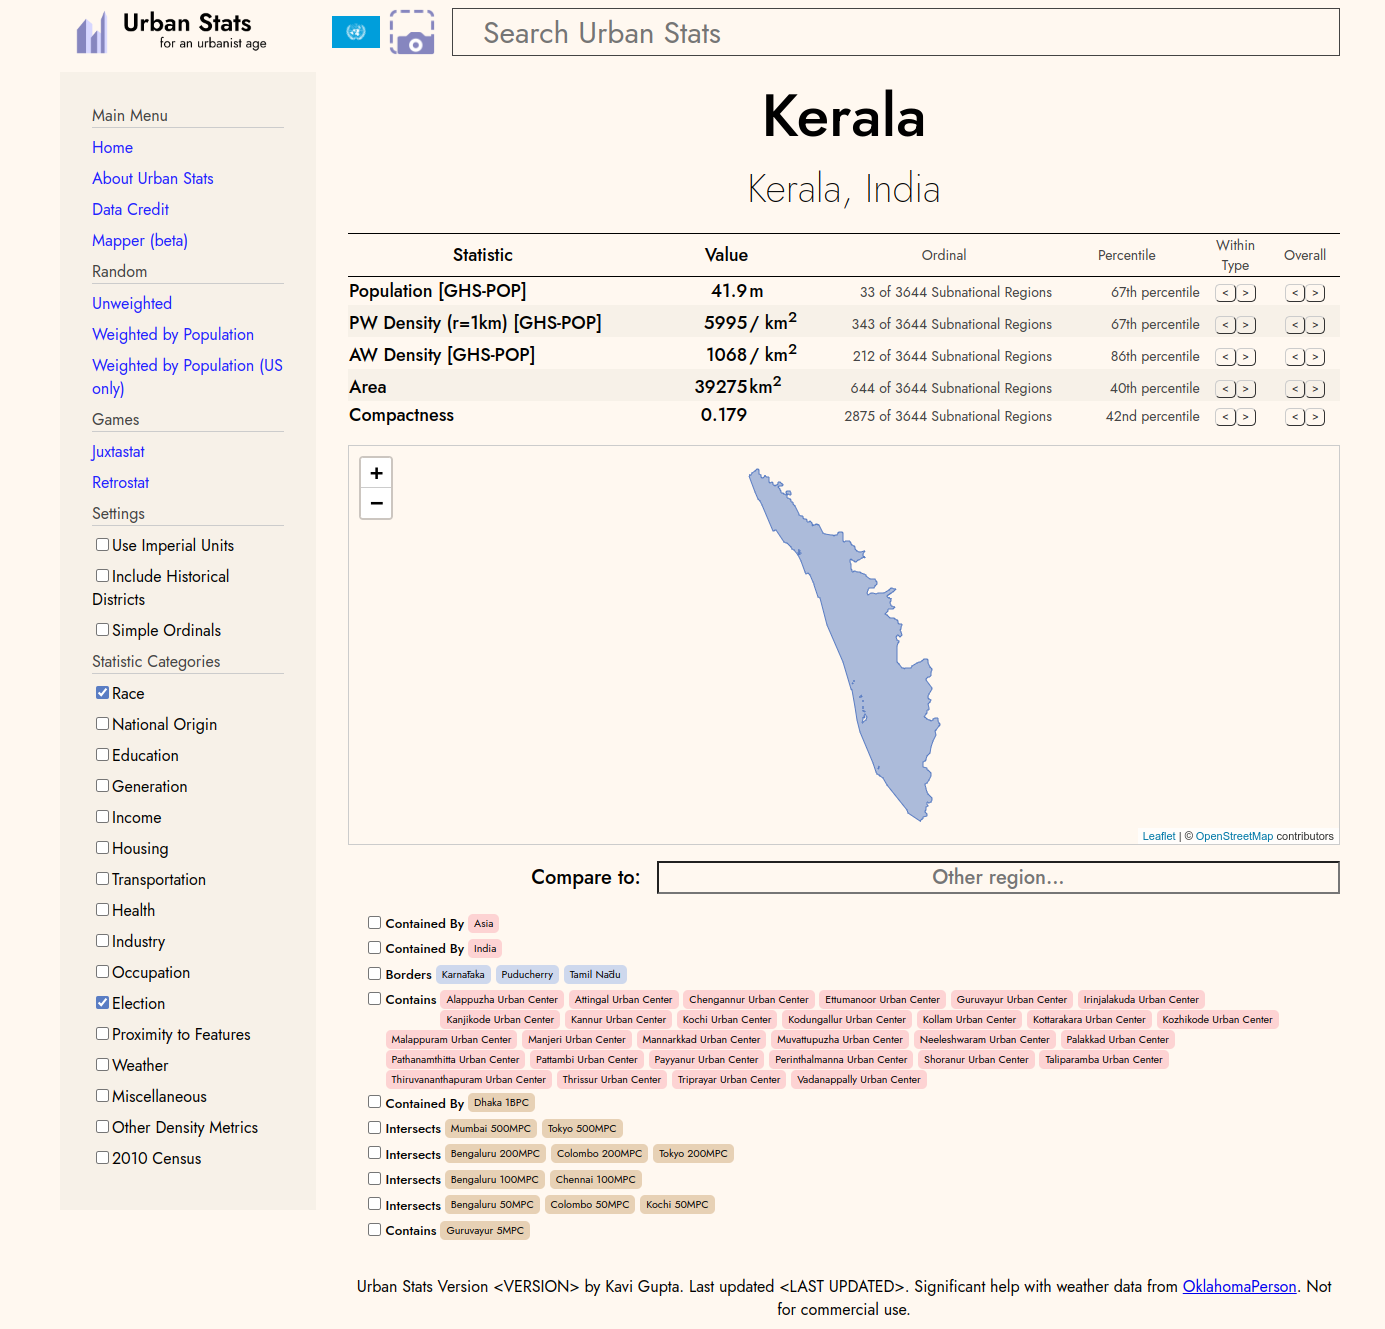 Urban Stats
for an urbanist age
Search Urban Stats
Main Menu
Home
About Urban Stats
Data Credit
Mapper (beta)
Random
Unweighted
Weighted by Population
Weighted by Population (US
only)
Games
Juxtastat
Retrostat
Settings
Use Imperial Units
Include Historical
Districts
Simple Ordinals
Statistic Categories
Race
National Origin
Education
Generation
Income
Housing
Transportation
Health
Industry
Occupation
Election
Proximity to Features
Weather
Miscellaneous
Other Density Metrics
2010 Census
Kerala
Kerala, India
Statistic Value Ordinal Percentile Within Type Overall
Population [GHS-POP] 41.9 m 33 of 3644 Subnational Regions 67th percentile < > < >
PW Density (r=1km) [GHS-POP] 5995 / km² 343 of 3644 Subnational Regions 67th percentile < > < >
AW Density [GHS-POP] 1068 / km² 212 of 3644 Subnational Regions 86th percentile < > < >
Area 39275 km² 644 of 3644 Subnational Regions 40th percentile < > < >
Compactness 0.179 2875 of 3644 Subnational Regions 42nd percentile < > < >
+
−
Leaflet | © OpenStreetMap contributors
Compare to: Other region...
Contained By Asia
Contained By India
Borders Karnātaka Puducherry Tamil Nādu
Contains Alappuzha Urban Center Attingal Urban Center Chengannur Urban Center Ettumanoor Urban Center Guruvayur Urban Center Irinjalakuda Urban Center
Kanjikode Urban Center Kannur Urban Center Kochi Urban Center Kodungallur Urban Center Kollam Urban Center Kottarakara Urban Center Kozhikode Urban Center
Malappuram Urban Center Manjeri Urban Center Mannarkkad Urban Center Muvattupuzha Urban Center Neeleshwaram Urban Center Palakkad Urban Center
Pathanamthitta Urban Center Pattambi Urban Center Payyanur Urban Center Perinthalmanna Urban Center Shoranur Urban Center Taliparamba Urban Center
Thiruvananthapuram Urban Center Thrissur Urban Center Triprayar Urban Center Vadanappally Urban Center
Contained By Dhaka 1BPC
Intersects Mumbai 500MPC Tokyo 500MPC
Intersects Bengaluru 200MPC Colombo 200MPC Tokyo 200MPC
Intersects Bengaluru 100MPC Chennai 100MPC
Intersects Bengaluru 50MPC Colombo 50MPC Kochi 50MPC
Contains Guruvayur 5MPC
Urban Stats Version <VERSION> by Kavi Gupta. Last updated <LAST UPDATED>. Significant help with weather data from OklahomaPerson. Not
for commercial use.